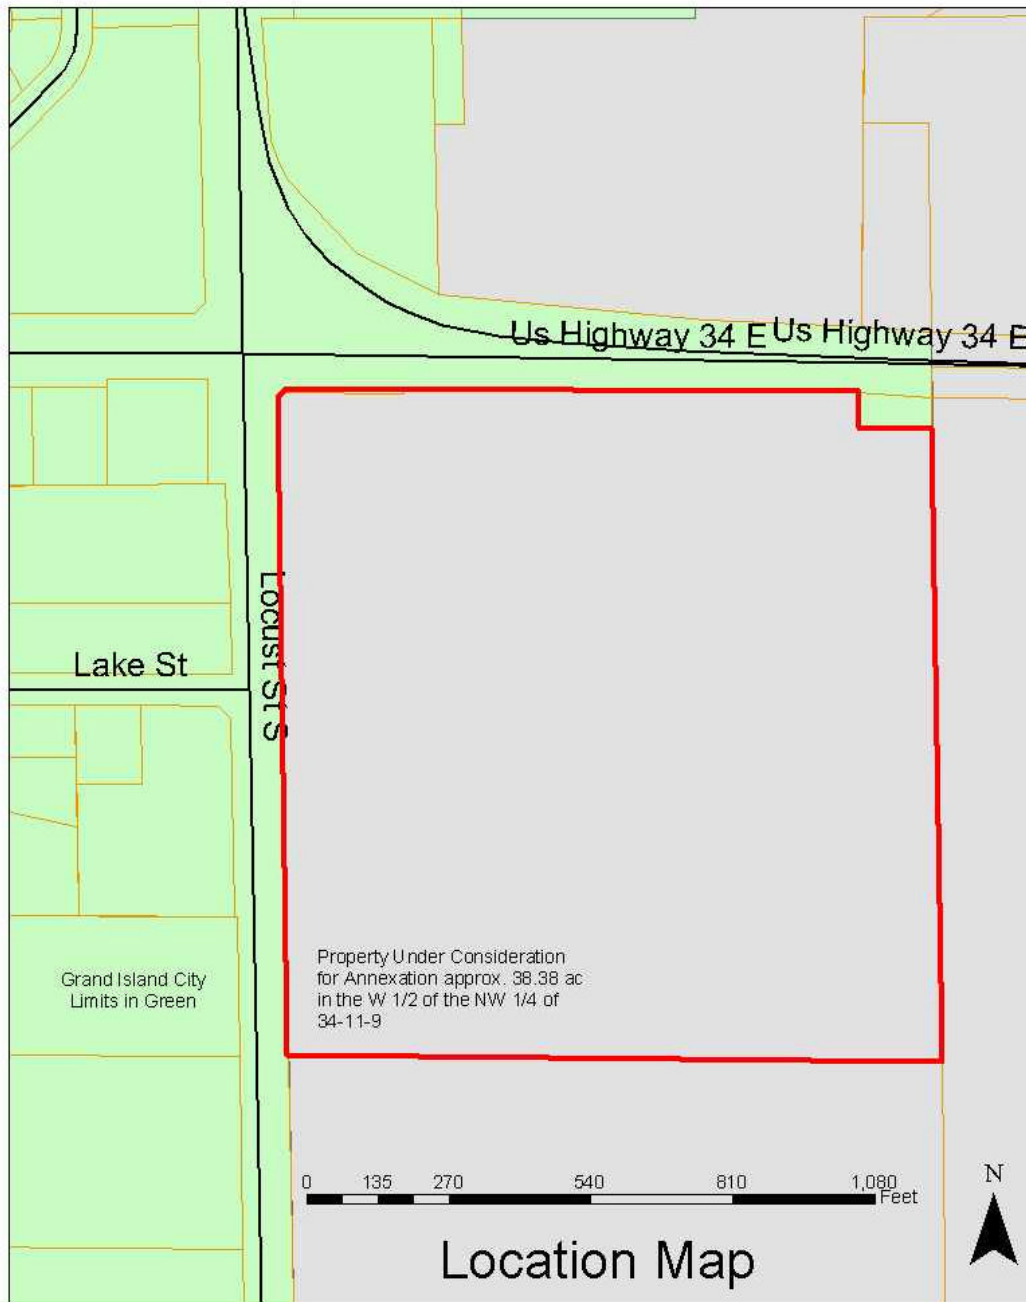 Us Highway 34 E
Us Highway 34 E
Locust St S
Lake St
Property Under Consideration
for Annexation approx. 38.38 ac
in the W 1/2 of the NW 1/4 of
34-11-9
Grand Island City
Limits in Green
0 135 270 540 810 1,080
Feet
N
Location Map